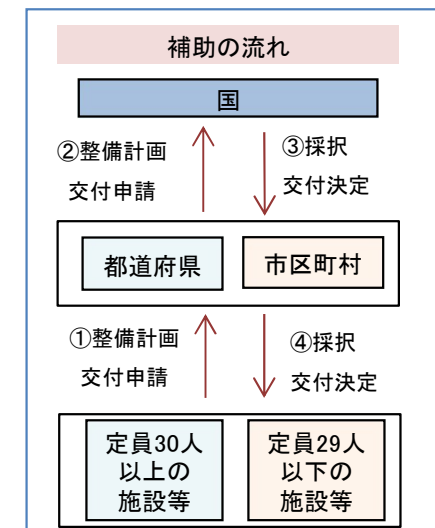 補助の流れ
国
②整備計画
交付申請
③採択
交付決定
都道府県
市区町村
①整備計画
交付申請
④採択
交付決定
定員30人
以上の
施設等
定員29人
以下の
施設等